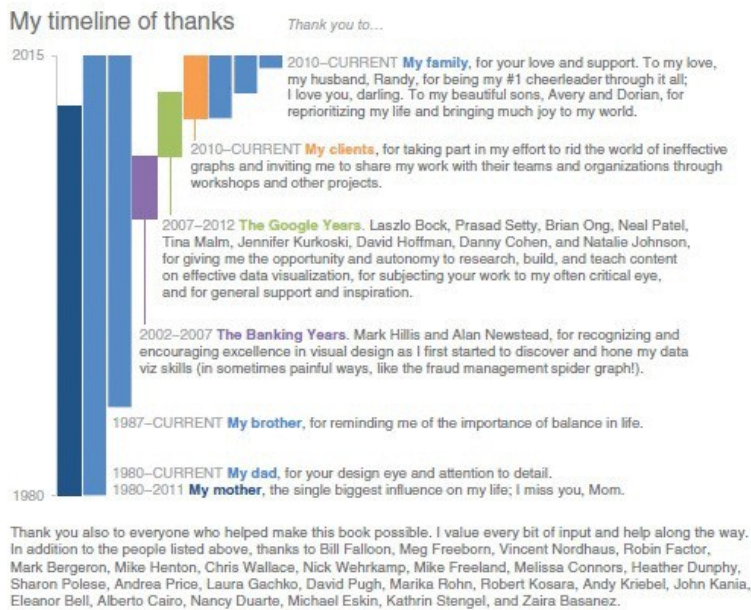 My timeline of thanks
Thank you to…
2015
2010–CURRENT My family, for your love and support. To my love,
my husband, Randy, for being my #1 cheerleader through it all;
I love you, darling. To my beautiful sons, Avery and Dorian, for
reprioritizing my life and bringing much joy to my world.
2010–CURRENT My clients, for taking part in my effort to rid the world of ineffective
graphs and inviting me to share my work with their teams and organizations through
workshops and other projects.
2007–2012 The Google Years. Laszlo Bock, Prasad Setty, Brian Ong, Neal Patel,
Tina Malm, Jennifer Kurkoski, David Hoffman, Danny Cohen, and Natalie Johnson,
for giving me the opportunity and autonomy to research, build, and teach content
on effective data visualization, for subjecting your work to my often critical eye,
and for general support and inspiration.
2002–2007 The Banking Years. Mark Hillis and Alan Newstead, for recognizing and
encouraging excellence in visual design as I first started to discover and hone my data
viz skills (in sometimes painful ways, like the fraud management spider graph!).
1987–CURRENT My brother, for reminding me of the importance of balance in life.
1980–CURRENT My dad, for your design eye and attention to detail.
1980
1980–2011 My mother, the single biggest influence on my life; I miss you, Mom.
Thank you also to everyone who helped make this book possible. I value every bit of input and help along the way.
In addition to the people listed above, thanks to Bill Falloon, Meg Freeborn, Vincent Nordhaus, Robin Factor,
Mark Bergeron, Mike Henton, Chris Wallace, Nick Wehrkamp, Mike Freeland, Melissa Connors, Heather Dunphy,
Sharon Polese, Andrea Price, Laura Gachko, David Pugh, Marika Rohn, Robert Kosara, Andy Kriebel, John Kania,
Eleanor Bell, Alberto Cairo, Nancy Duarte, Michael Eskin, Kathrin Stengel, and Zaira Basanez.